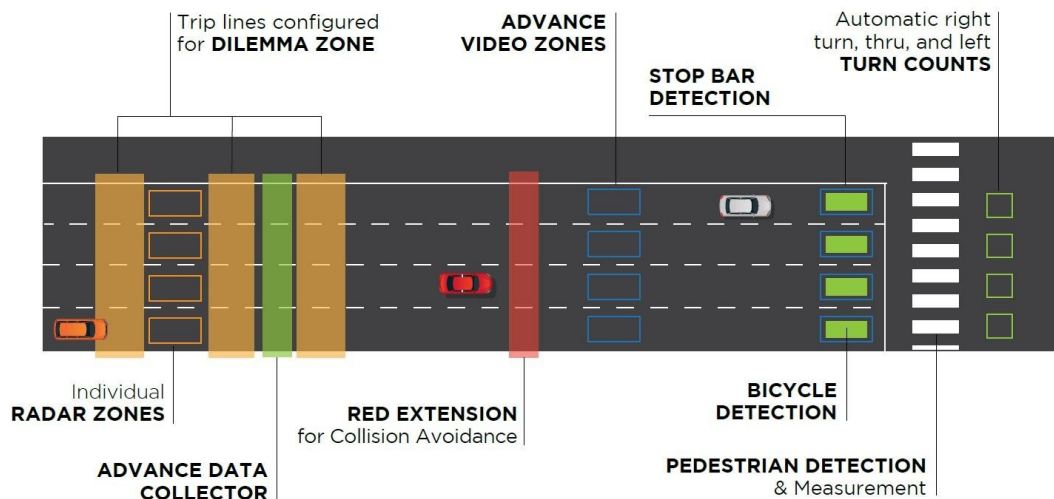 Trip lines configured
for DILEMMA ZONE
ADVANCE
VIDEO ZONES
STOP BAR
DETECTION
Automatic right
turn, thru, and left
TURN COUNTS
Individual
RADAR ZONES
ADVANCE DATA
COLLECTOR
RED EXTENSION
for Collision Avoidance
BICYCLE
DETECTION
PEDESTRIAN DETECTION
& Measurement